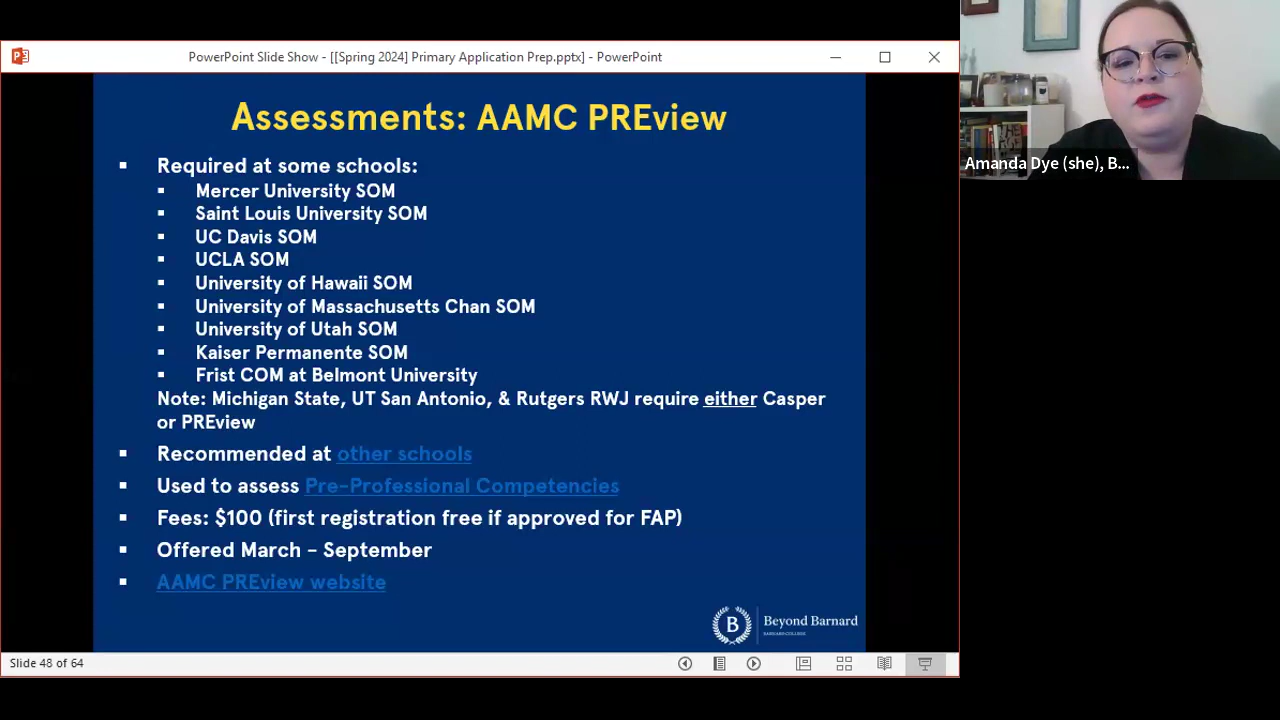 PowerPoint Slide Show - [[Spring 2024] Primary Application Prep.pptx] - PowerPoint
Assessments: AAMC PREview
▪ Required at some schools:
▪ Mercer University SOM
▪ Saint Louis University SOM
▪ UC Davis SOM
▪ UCLA SOM
▪ University of Hawaii SOM
▪ University of Massachusetts Chan SOM
▪ University of Utah SOM
▪ Kaiser Permanente SOM
▪ Frist COM at Belmont University
Note: Michigan State, UT San Antonio, & Rutgers RWJ require either Casper
or PREview
▪ Recommended at other schools
▪ Used to assess Pre-Professional Competencies
▪ Fees: $100 (first registration free if approved for FAP)
▪ Offered March – September
▪ AAMC PREview website
B
Beyond Barnard
BARNARD COLLEGE
Slide 48 of 64
Amanda Dye (she), B...